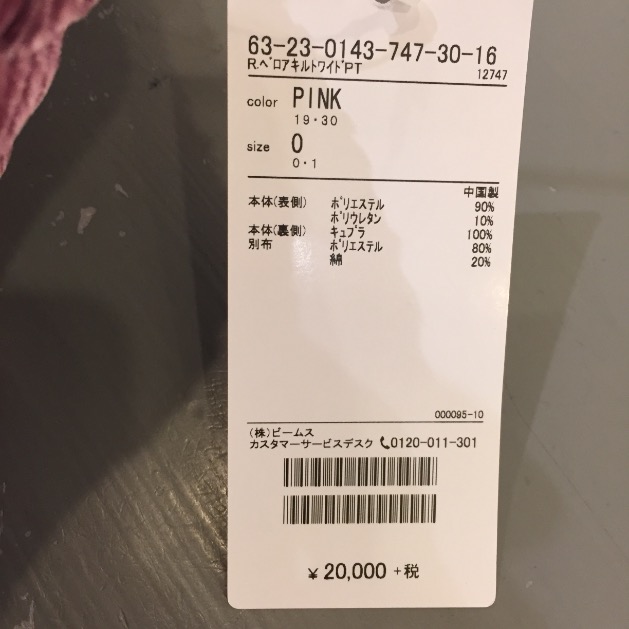 63-23-0143-747-30-16
R.ﾍﾞﾛｱｷﾙﾄﾜｲﾄﾞPT
12747
color PINK
19・30
size 0
0・1
中国製
本体(表側) ﾎﾟﾘｴｽﾃﾙ 90%
ﾎﾟﾘｳﾚﾀﾝ 10%
本体(裏側) ｷｭﾌﾟﾗ 100%
別布 ﾎﾟﾘｴｽﾃﾙ 80%
綿 20%
000095-10
(株)ビームス
カスタマーサービスデスク 0120-011-301
¥ 20,000 +税